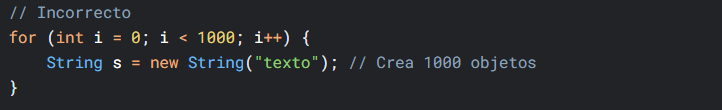 // Incorrecto
for (int i = 0; i < 1000; i++) {
    String s = new String("texto"); // Crea 1000 objetos
}